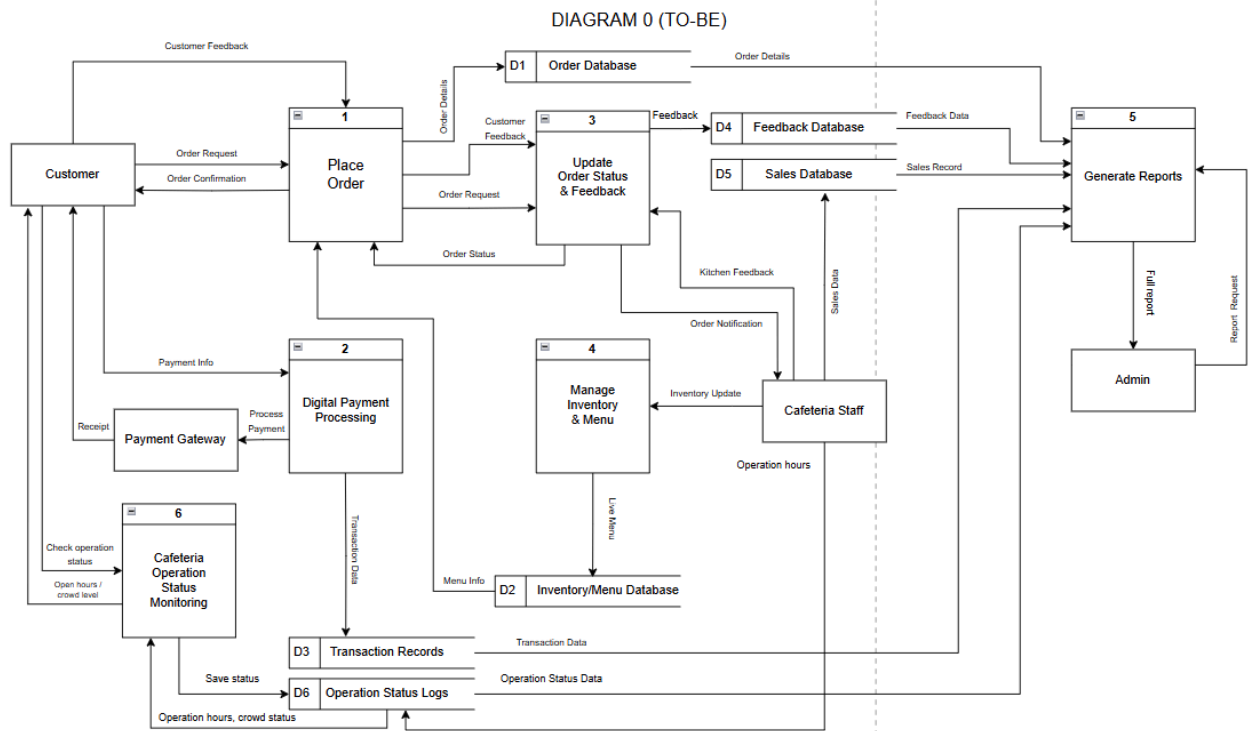 DIAGRAM 0 (TO-BE)
Customer Feedback
D1
Order Database
Order Details
Order Details
1
Place
Order
Customer
Feedback
3
Update
Order Status
& Feedback
Feedback
D4
Feedback Database
Feedback Data
5
Generate Reports
Customer
Order Request
Order Confirmation
Order Request
D5
Sales Database
Sales Record
Order Status
Kitchen Feedback
Sales Data
Full report
Report Request
Order Notification
2
Digital Payment
Processing
Payment Info
4
Manage
Inventory
& Menu
Inventory Update
Cafeteria Staff
Admin
Receipt
Payment Gateway
Process
Payment
Operation hours
6
Cafeteria
Operation
Status
Monitoring
Check operation
status
Open hours /
crowd level
Transaction Data
Live Menu
Menu Info
D2
Inventory/Menu Database
D3
Transaction Records
Transaction Data
Save status
D6
Operation Status Logs
Operation Status Data
Operation hours, crowd status